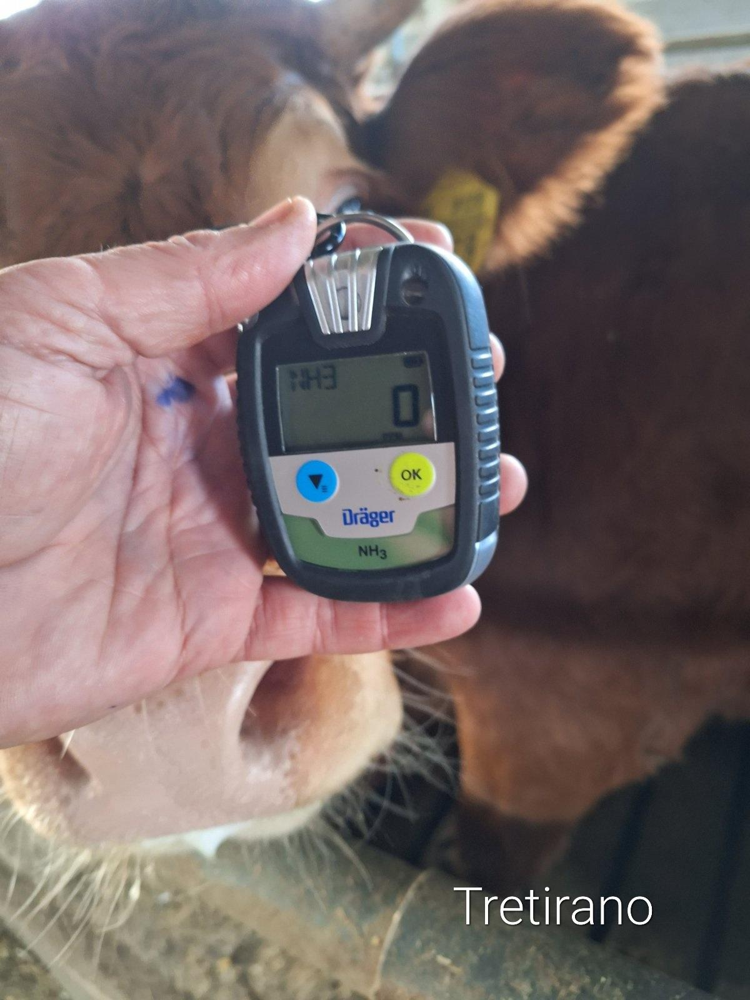 NH3
0
OK
Dräger
NH3
Tretirano